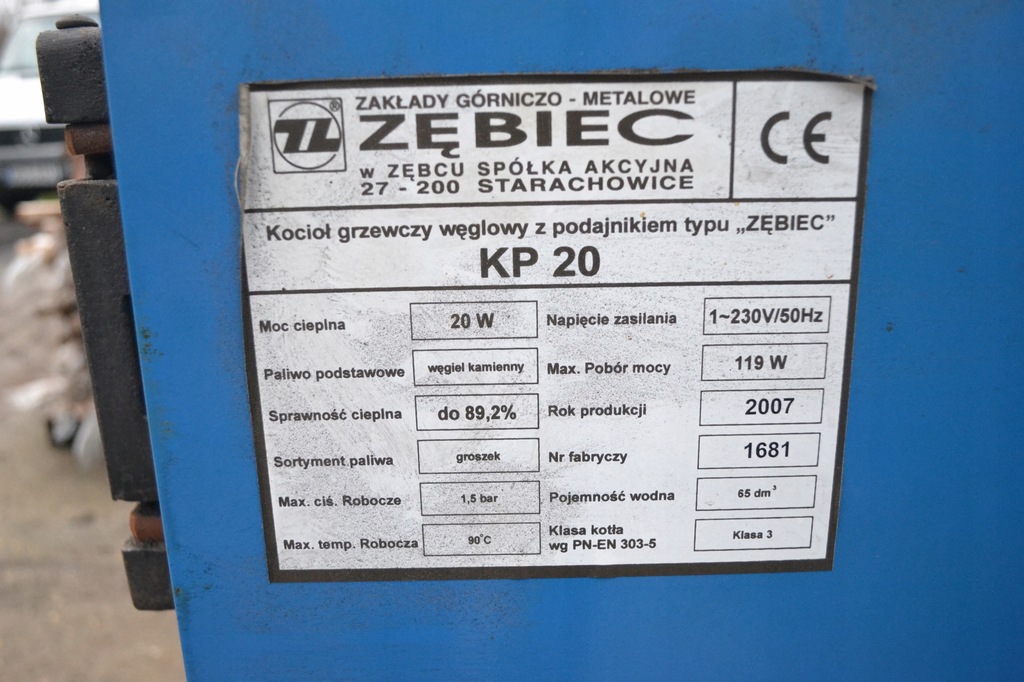 ZAKŁADY GÓRNICZO - METALOWE
ZĘBIEC
W ZĘBCU SPÓŁKA AKCYJNA
27 - 200 STARACHOWICE
CE
Kocioł grzewczy węglowy z podajnikiem typu „ZĘBIEC”
KP 20
Moc cieplna 20 W Napięcie zasilania 1~230V/50Hz
Paliwo podstawowe węgiel kamienny Max. Pobór mocy 119 W
Sprawność cieplna do 89,2% Rok produkcji 2007
Sortyment paliwa groszek Nr fabryczy 1681
Max. ciś. Robocze 1,5 bar Pojemność wodna 65 dm³
Max. temp. Robocza 90°C Klasa kotła
wg PN-EN 303-5 Klasa 3